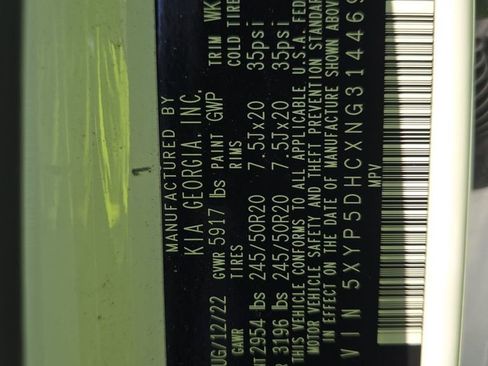 MANUFACTURED BY
KIA GEORGIA, INC.
UG/12/22 GVWR 5917 lbs PAINT GWP TRIM WK
GAWR TIRES RIMS COLD TIRE
NT 2954 lbs 245/50R20 7.5Jx20 35psi
R 3196 lbs 245/50R20 7.5Jx20 35psi
THIS VEHICLE CONFORMS TO ALL APPLICABLE U.S.A. FED
MOTOR VEHICLE SAFETY AND THEFT PREVENTION STANDAR
IN EFFECT ON THE DATE OF MANUFACTURE SHOWN ABOVE
VIN 5XYP5DHCXNG314469
MPV